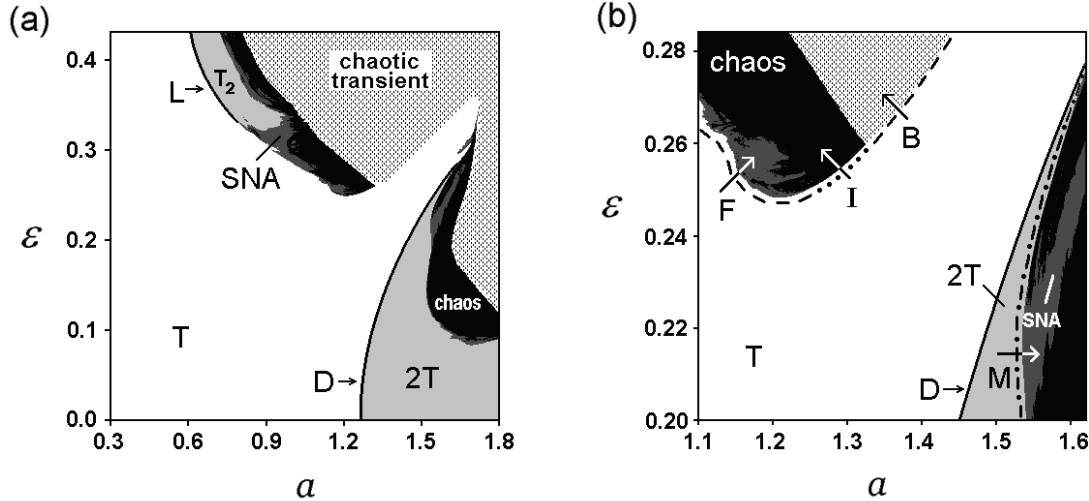 (a)
0.4
0.3
0.2
0.1
0.0
ε
0.3
0.6
0.9
1.2
1.5
1.8
a
L
T₂
chaotic
transient
SNA
chaos
T
D
2T
(b)
0.28
0.26
0.24
0.22
0.20
ε
1.1
1.2
1.3
1.4
1.5
1.6
a
chaos
B
F
I
2T
SNA
T
D
M